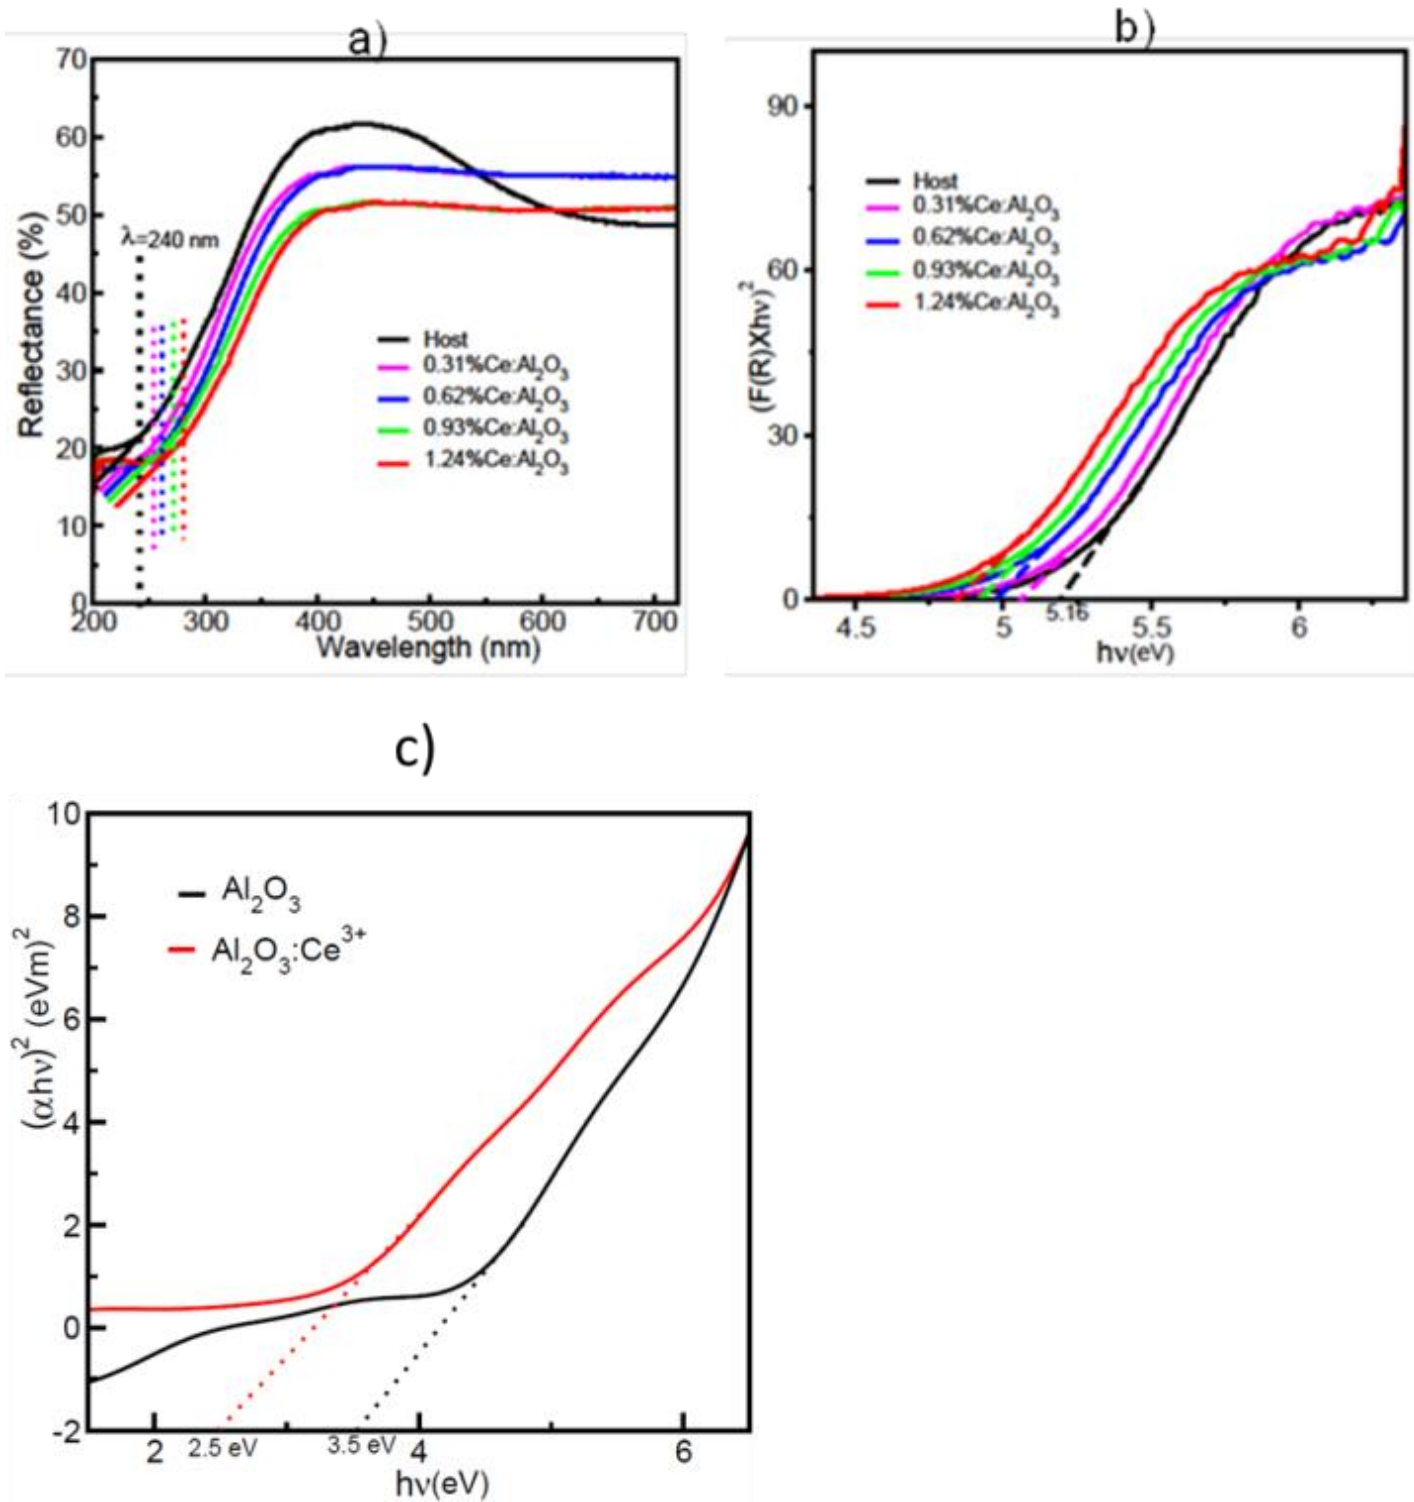 a)
70
60
50
40
30
20
10
0
Reflectance (%)
λ=240 nm
Host
0.31%Ce:Al₂O₃
0.62%Ce:Al₂O₃
0.93%Ce:Al₂O₃
1.24%Ce:Al₂O₃
200 300 400 500 600 700
Wavelength (nm)
b)
90
60
30
0
(F(R)Xhν)²
Host
0.31%Ce:Al₂O₃
0.62%Ce:Al₂O₃
0.93%Ce:Al₂O₃
1.24%Ce:Al₂O₃
4.5 5 5.16 5.5 6
hν(eV)
c)
10
8
6
4
2
0
-2
(αhν)² (eVm)²
Al₂O₃
Al₂O₃:Ce³⁺
2 2.5 eV 3.5 eV 4 6
hν(eV)